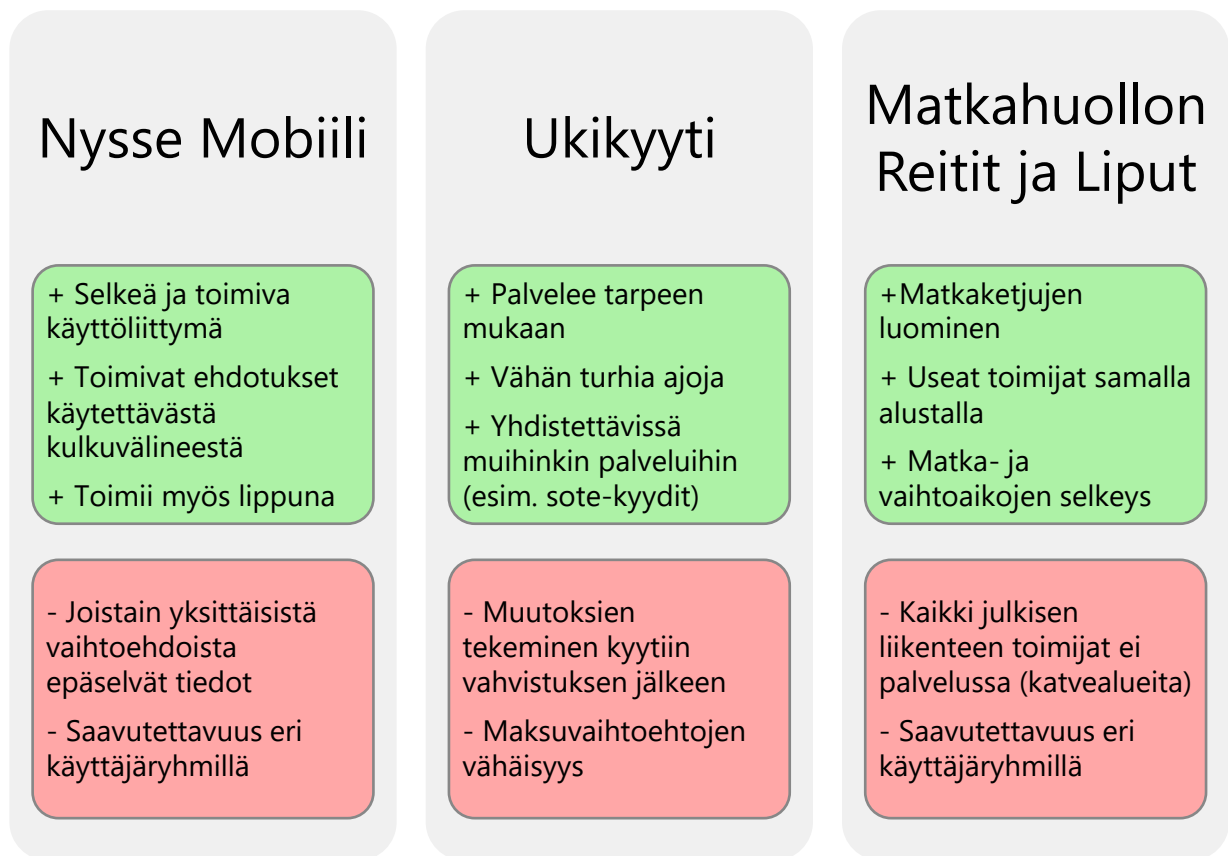 Nysse Mobiili
+ Selkeä ja toimiva
käyttöliittymä
+ Toimivat ehdotukset
käytettävästä
kulkuvälineestä
+ Toimii myös lippuna
- Joistain yksittäisistä
vaihtoehdoista
epäselvät tiedot
- Saavutettavuus eri
käyttäjäryhmillä
Ukikyyti
+ Palvelee tarpeen
mukaan
+ Vähän turhia ajoja
+ Yhdistettävissä
muihinkin palveluihin
(esim. sote-kyydit)
- Muutoksien
tekeminen kyytiin
vahvistuksen jälkeen
- Maksuvaihtoehtojen
vähäisyys
Matkahuollon
Reitit ja Liput
+Matkaketjujen
luominen
+ Useat toimijat samalla
alustalla
+ Matka- ja
vaihtoaikojen selkeys
- Kaikki julkisen
liikenteen toimijat ei
palvelussa (katvealueita)
- Saavutettavuus eri
käyttäjäryhmillä